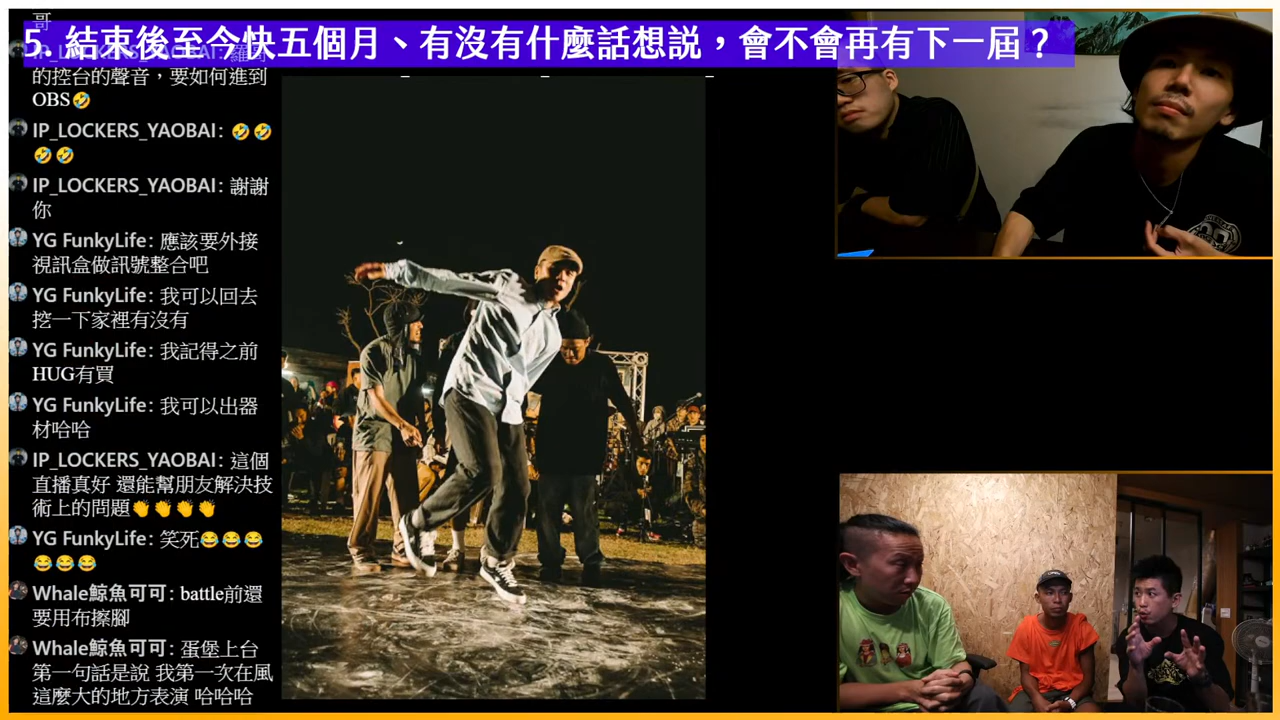 哥
5. 結束後至今快五個月、有沒有什麼話想説，會不會再有下一屆？
的控台的聲音，要如何進到
OBS🤣
IP_LOCKERS_YAOBAI: 🤣🤣
🤣🤣
IP_LOCKERS_YAOBAI: 謝謝
你
YG FunkyLife: 應該要外接
視訊盒做訊號整合吧
YG FunkyLife: 我可以回去
挖一下家裡有沒有
YG FunkyLife: 我記得之前
HUG有買
YG FunkyLife: 我可以出器
材哈哈
IP_LOCKERS_YAOBAI: 這個
直播真好 還能幫朋友解決技
術上的問題👏👏👏👏
YG FunkyLife: 笑死😂😂😂
😂😂😂
Whale鯨魚可可: battle前還
要用布擦腳
Whale鯨魚可可: 蛋堡上台
第一句話是說 我第一次在風
這麼大的地方表演 哈哈哈